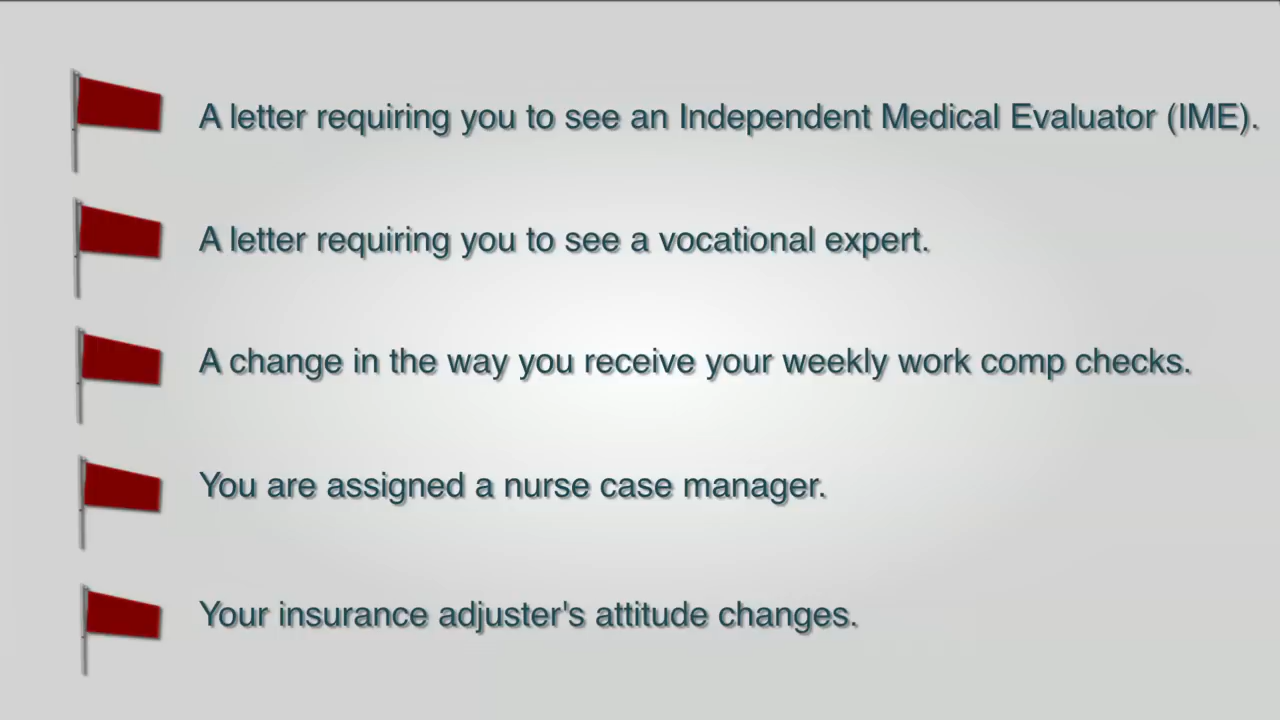 A letter requiring you to see an Independent Medical Evaluator (IME).
A letter requiring you to see a vocational expert.
A change in the way you receive your weekly work comp checks.
You are assigned a nurse case manager.
Your insurance adjuster's attitude changes.